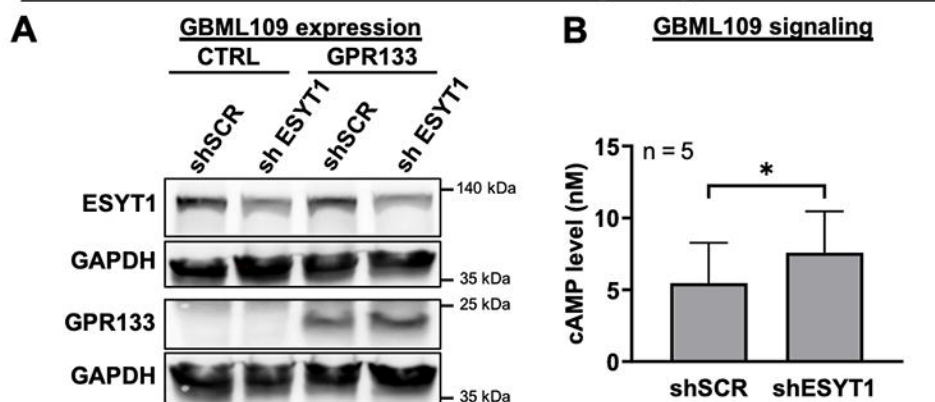 A
GBML109 expression
CTRL GPR133
shSCR
sh ESYT1
shSCR
sh ESYT1
ESYT1
140 kDa
GAPDH
35 kDa
25 kDa
GPR133
GAPDH
35 kDa
B
GBML109 signaling
n = 5
*
cAMP level (nM)
15
10
5
0
shSCR shESYT1